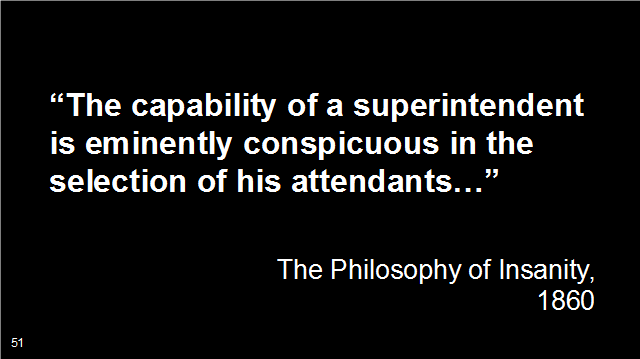 “The capability of a superintendent
is eminently conspicuous in the
selection of his attendants…”
The Philosophy of Insanity,
1860
51